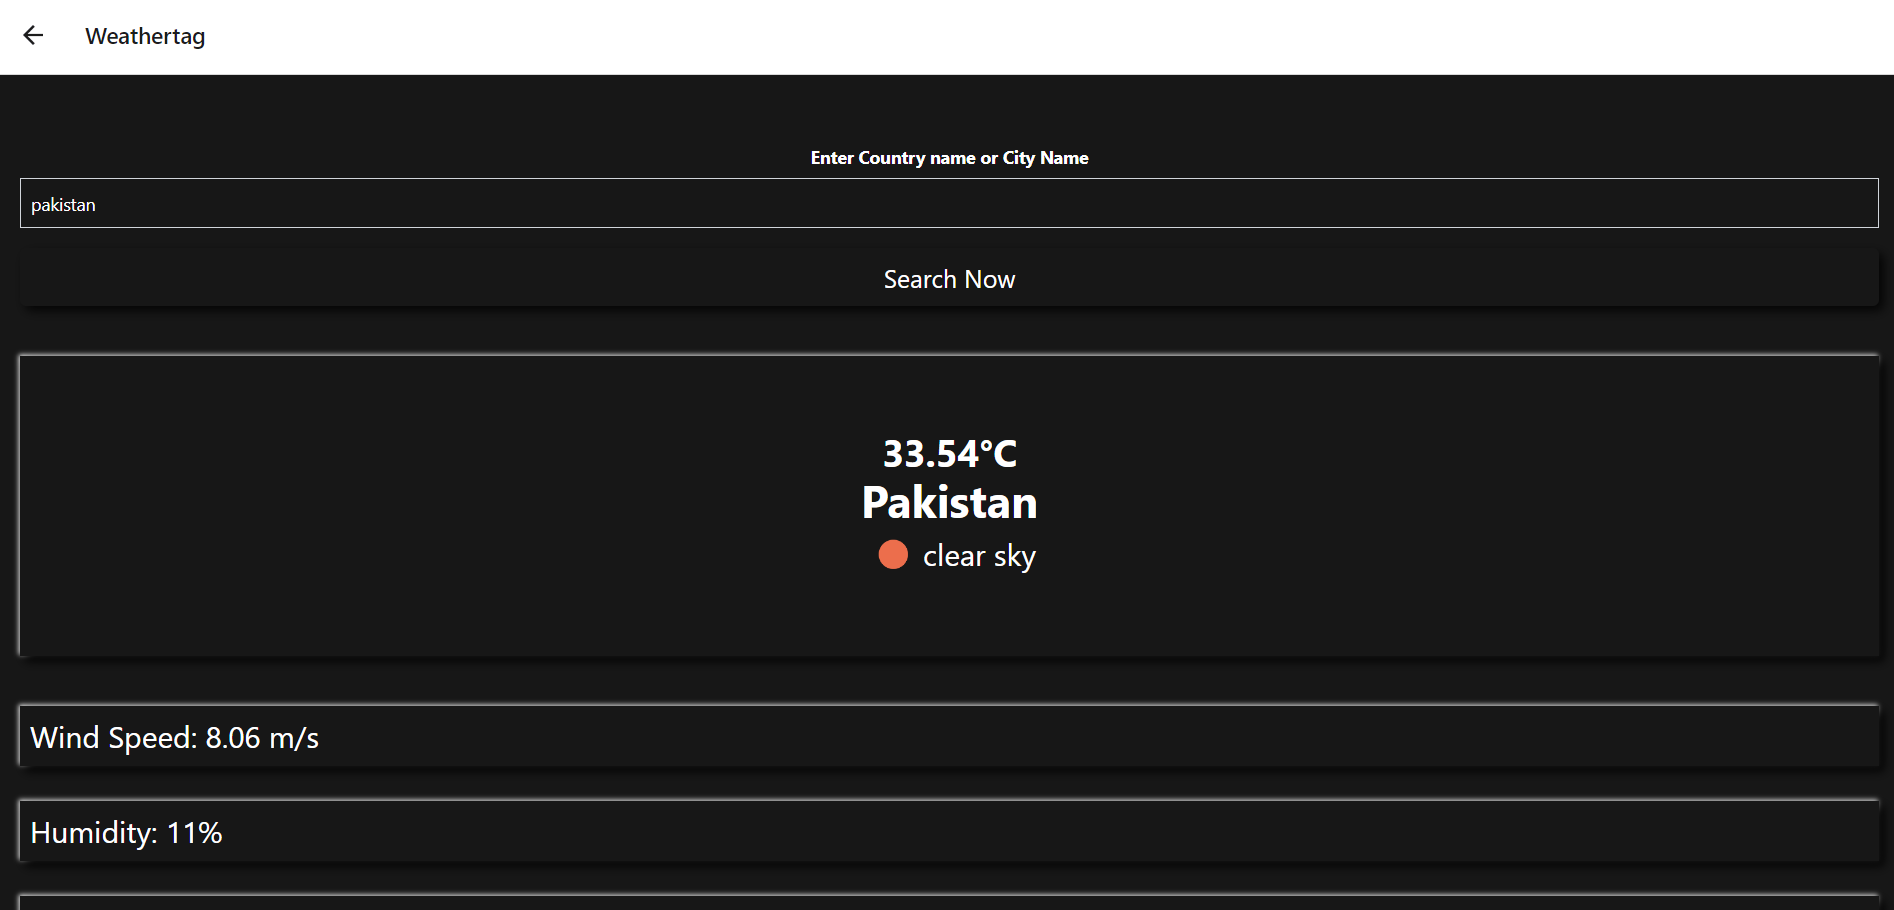 Weathertag
Enter Country name or City Name
pakistan
Search Now
33.54°C
Pakistan
clear sky
Wind Speed: 8.06 m/s
Humidity: 11%